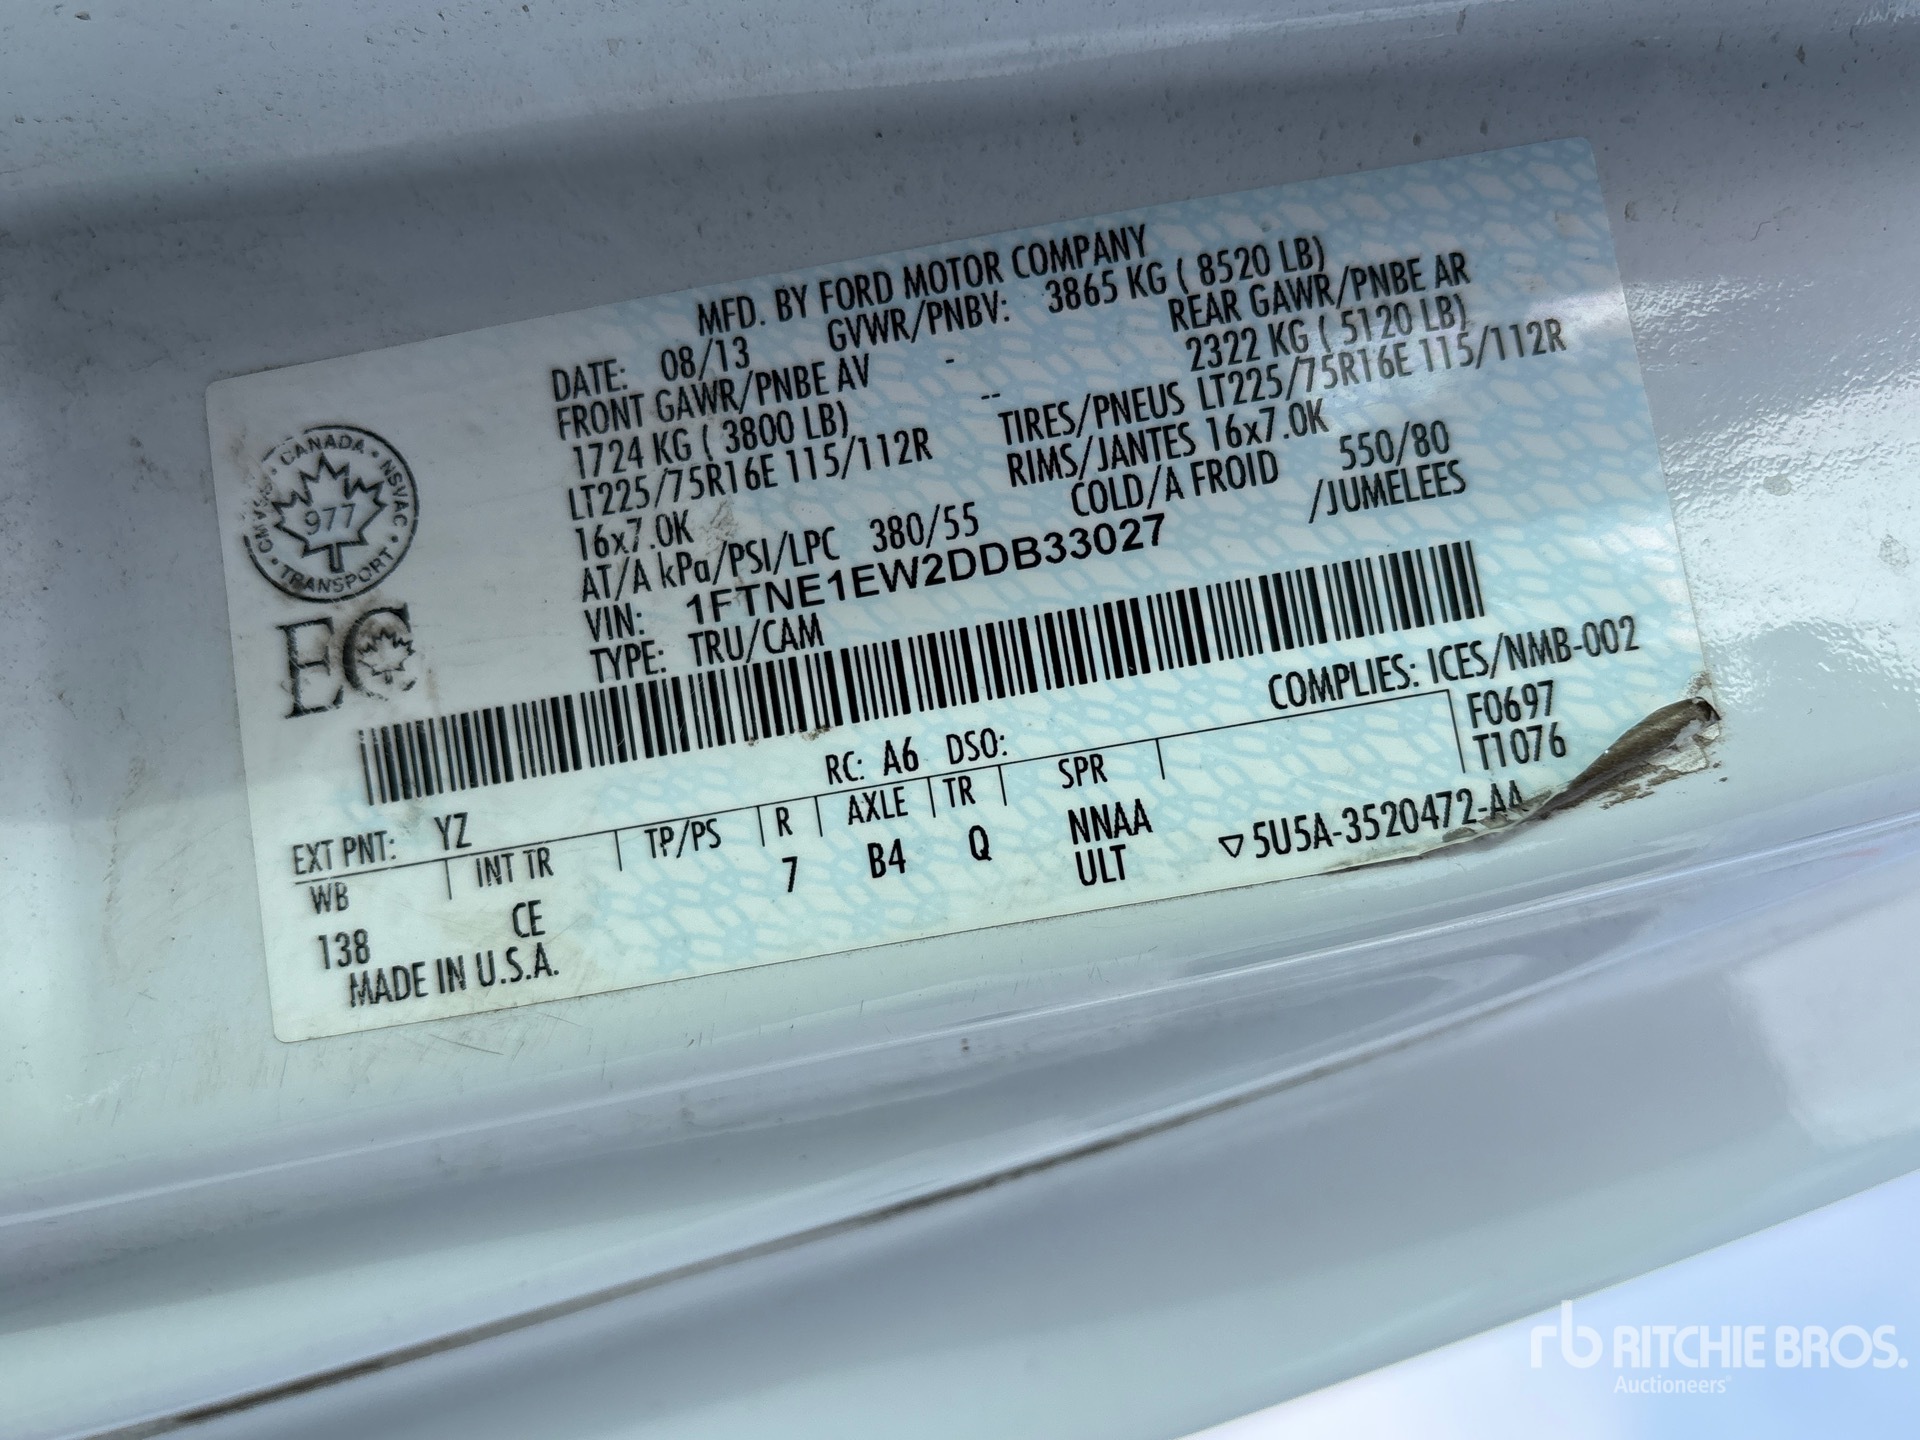 MFD. BY FORD MOTOR COMPANY
DATE: 08/13 GVWR/PNBV: 3865 KG ( 8520 LB)
FRONT GAWR/PNBE AV - REAR GAWR/PNBE AR
1724 KG ( 3800 LB) -- 2322 KG ( 5120 LB)
LT225/75R16E 115/112R TIRES/PNEUS LT225/75R16E 115/112R
16x7.0K RIMS/JANTES 16x7.0K
AT/A kPa/PSI/LPC 380/55 COLD/A FROID 550/80
VIN: 1FTNE1EW2DDB33027 /JUMELEES
TYPE: TRU/CAM
CANADA • NSVAC • TRANSPORT • CMVSS •
977
EC
COMPLIES: ICES/NMB-002
F0697
T1076
EXT PNT: YZ RC: A6 DSO:
WB INT TR TP/PS R AXLE TR SPR
138 CE 7 B4 Q NNAA
ULT
5U5A-3520472-AA
MADE IN U.S.A.
rb RITCHIE BROS.
Auctioneers